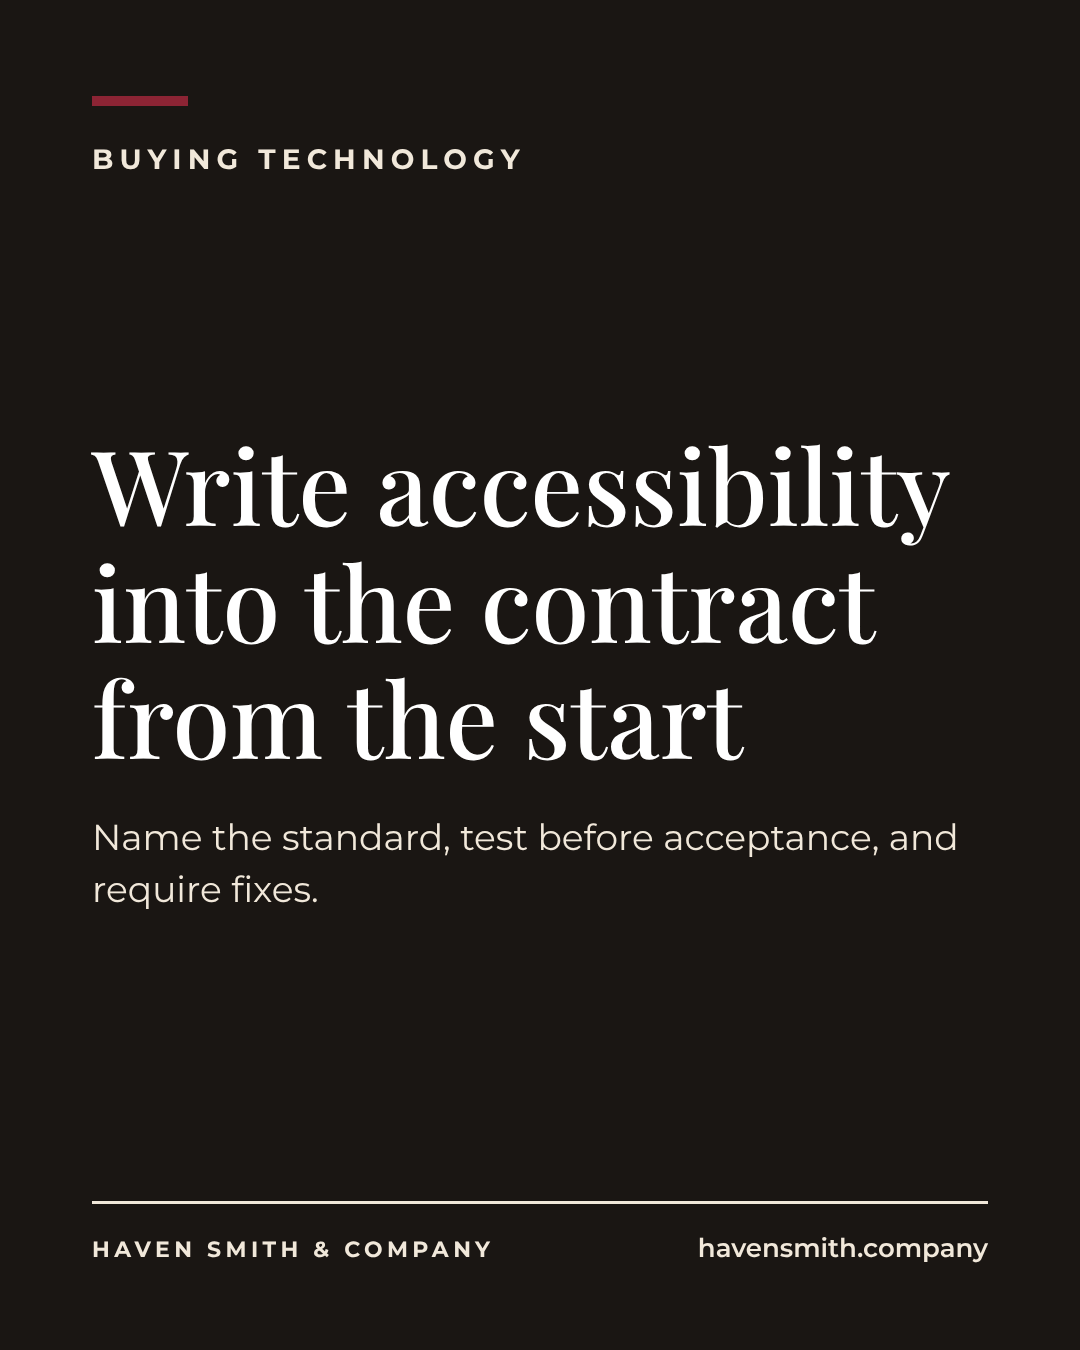 BUYING TECHNOLOGY
Write accessibility
into the contract
from the start
Name the standard, test before acceptance, and
require fixes.
HAVEN SMITH & COMPANY
havensmith.company